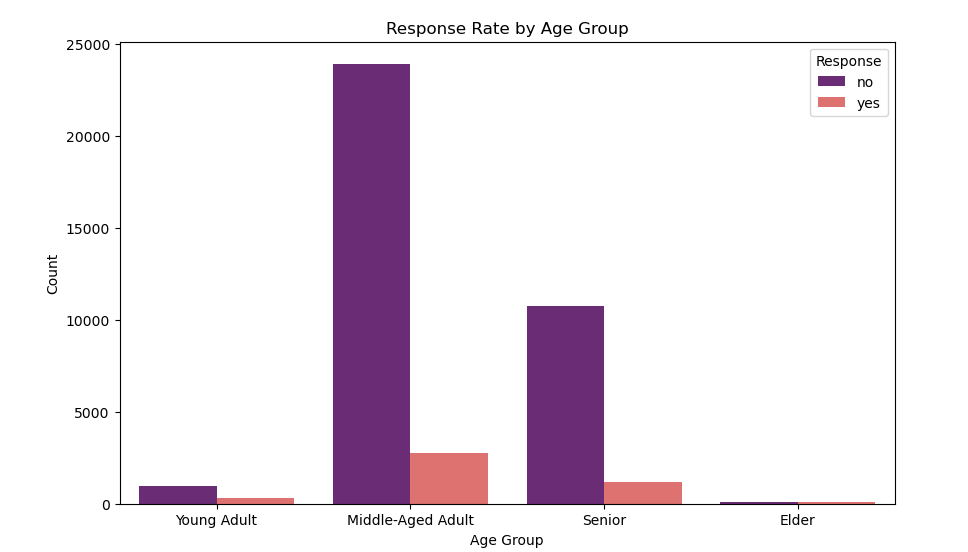 Response Rate by Age Group
Response
no
yes
25000
20000
15000
10000
5000
0
Count
Young Adult
Middle-Aged Adult
Senior
Elder
Age Group